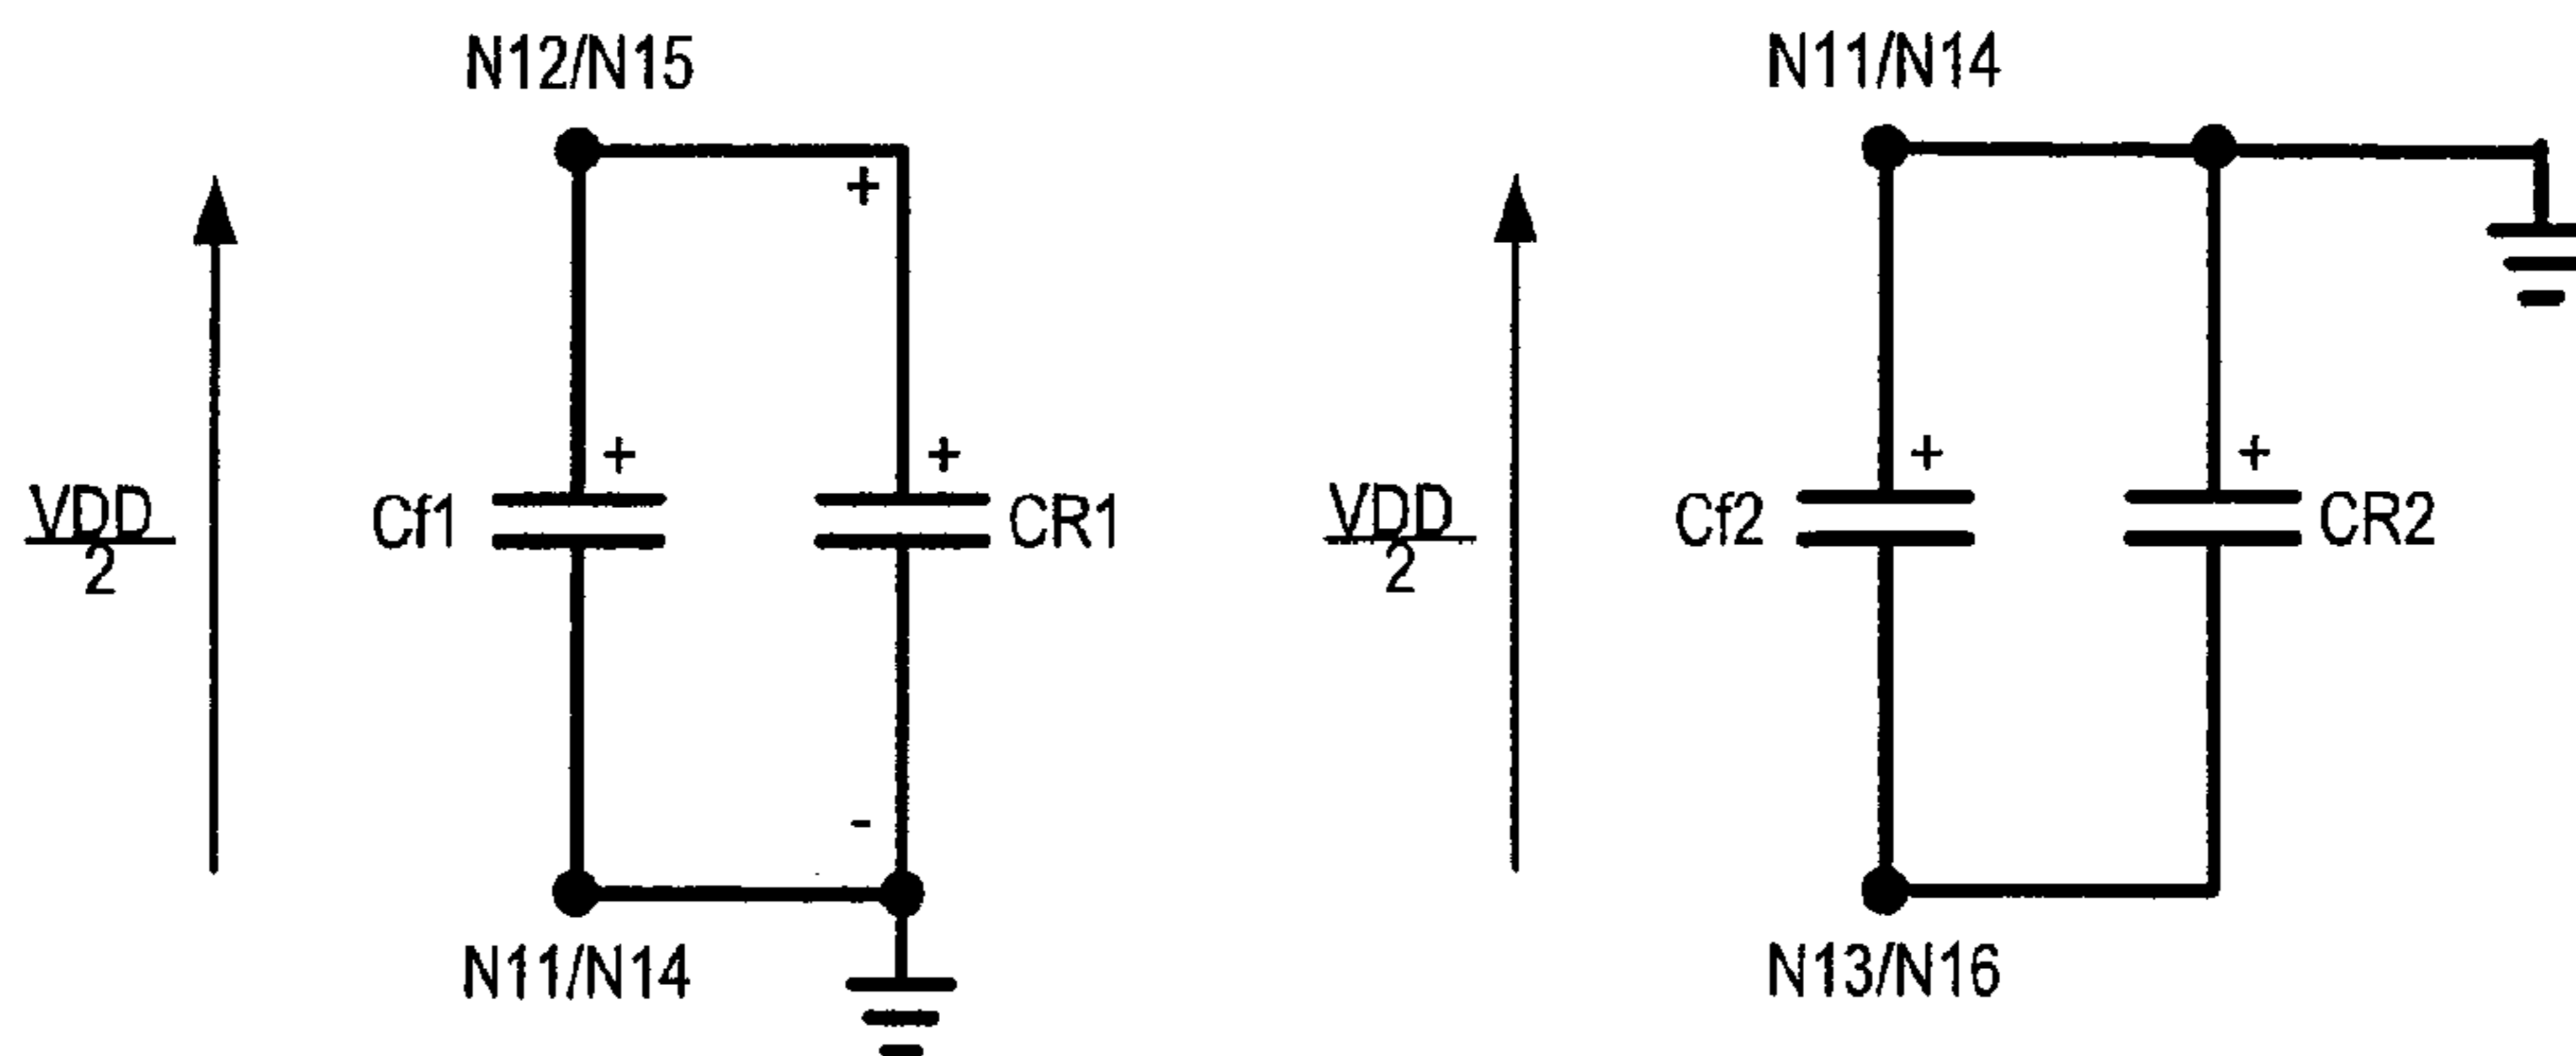 N12/N15
N11/N14
+
+ +
+ +
VDD
2
Cf1
CR1
VDD
2
Cf2
CR2
-
N11/N14
N13/N16